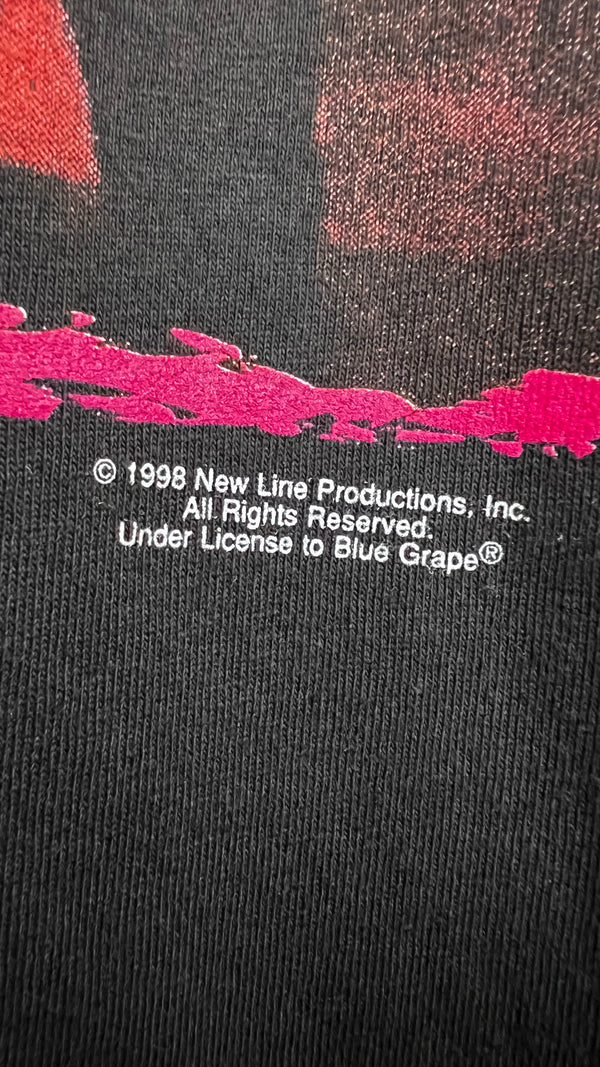 © 1998 New Line Productions, Inc.
All Rights Reserved.
Under License to Blue Grape®